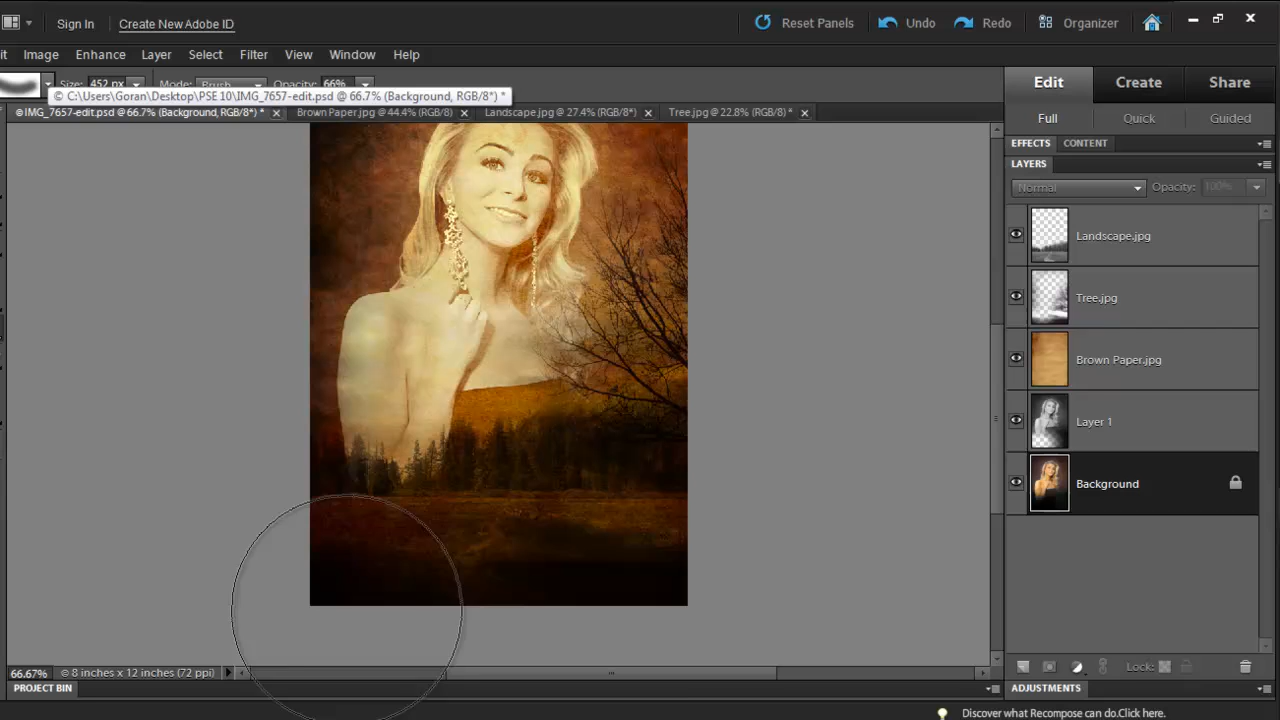 Sign In
Create New Adobe ID
Reset Panels
Undo
Redo
Organizer
it Image Enhance Layer Select Filter View Window Help
Size: 452 px Mode: Brush Opacity: 66%
Edit Create Share
© C:\Users\Goran\Desktop\PSE 10\IMG_7657-edit.psd @ 66.7% (Background, RGB/8*) *
©IMG_7657-edit.psd @ 66.7% (Background, RGB/8*) *
Brown Paper.jpg @ 44.4% (RGB/8)
Landscape.jpg @ 27.4% (RGB/8*)
Tree.jpg @ 22.8% (RGB/8*) *
Full Quick Guided
EFFECTS CONTENT
LAYERS
Normal Opacity: 100%
Landscape.jpg
Tree.jpg
Brown Paper.jpg
Layer 1
Background
Lock:
66.67% © 8 inches x 12 inches (72 ppi)
PROJECT BIN
ADJUSTMENTS
Discover what Recompose can do.Click here.